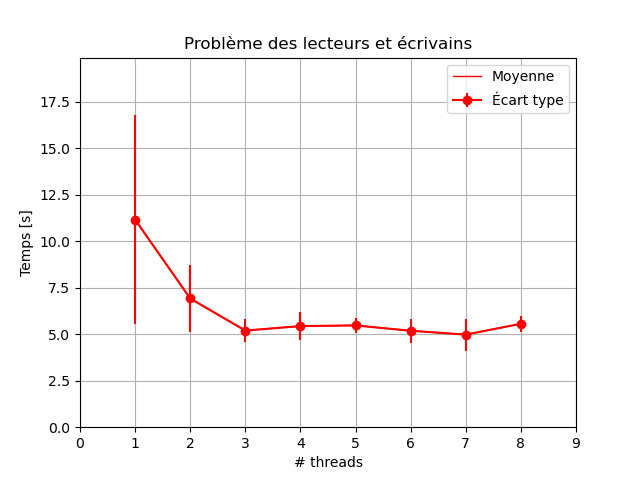 Problème des lecteurs et écrivains
Moyenne
Écart type
Temps [s]
17.5
15.0
12.5
10.0
7.5
5.0
2.5
0.0
0 1 2 3 4 5 6 7 8 9
# threads